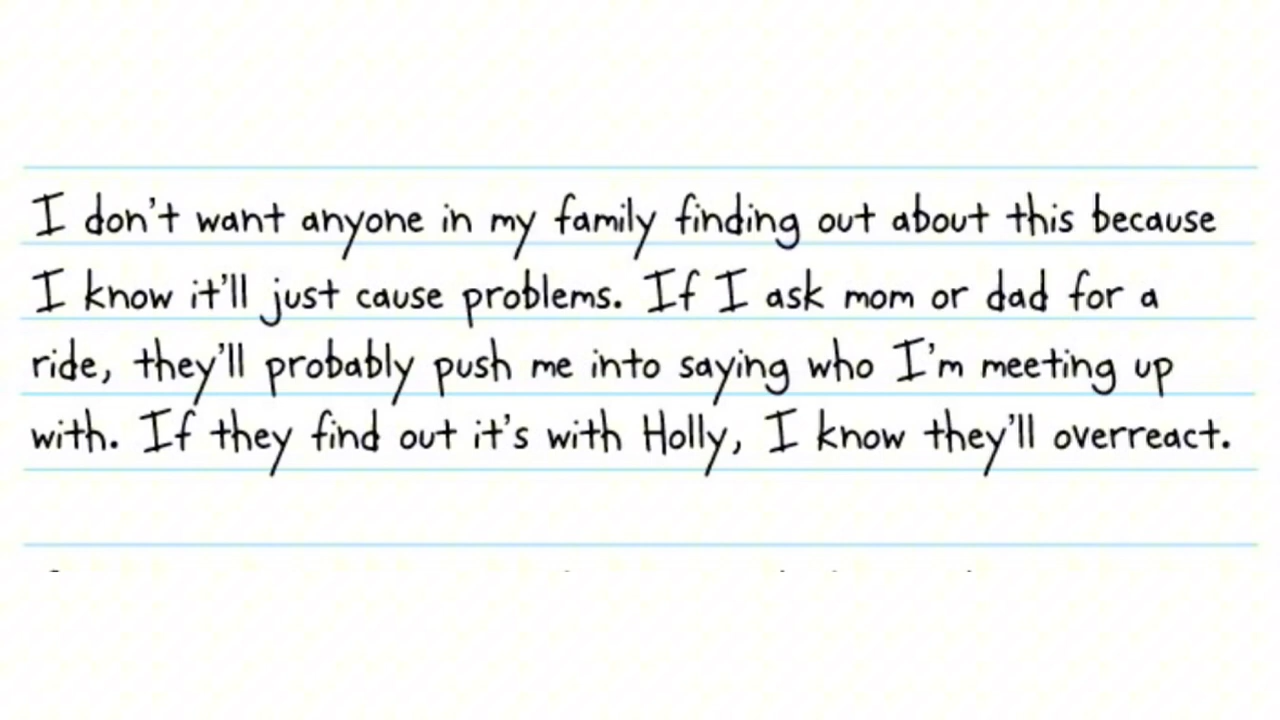 I don't want anyone in my family finding out about this because
I know it'll just cause problems. If I ask mom or dad for a
ride, they'll probably push me into saying who I'm meeting up
with. If they find out it's with Holly, I know they'll overreact.